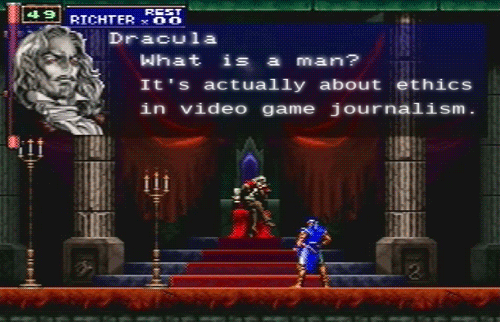 49 RICHTER REST
×00
Dracula
What is a man?
It's actually about ethics
in video game journalism.